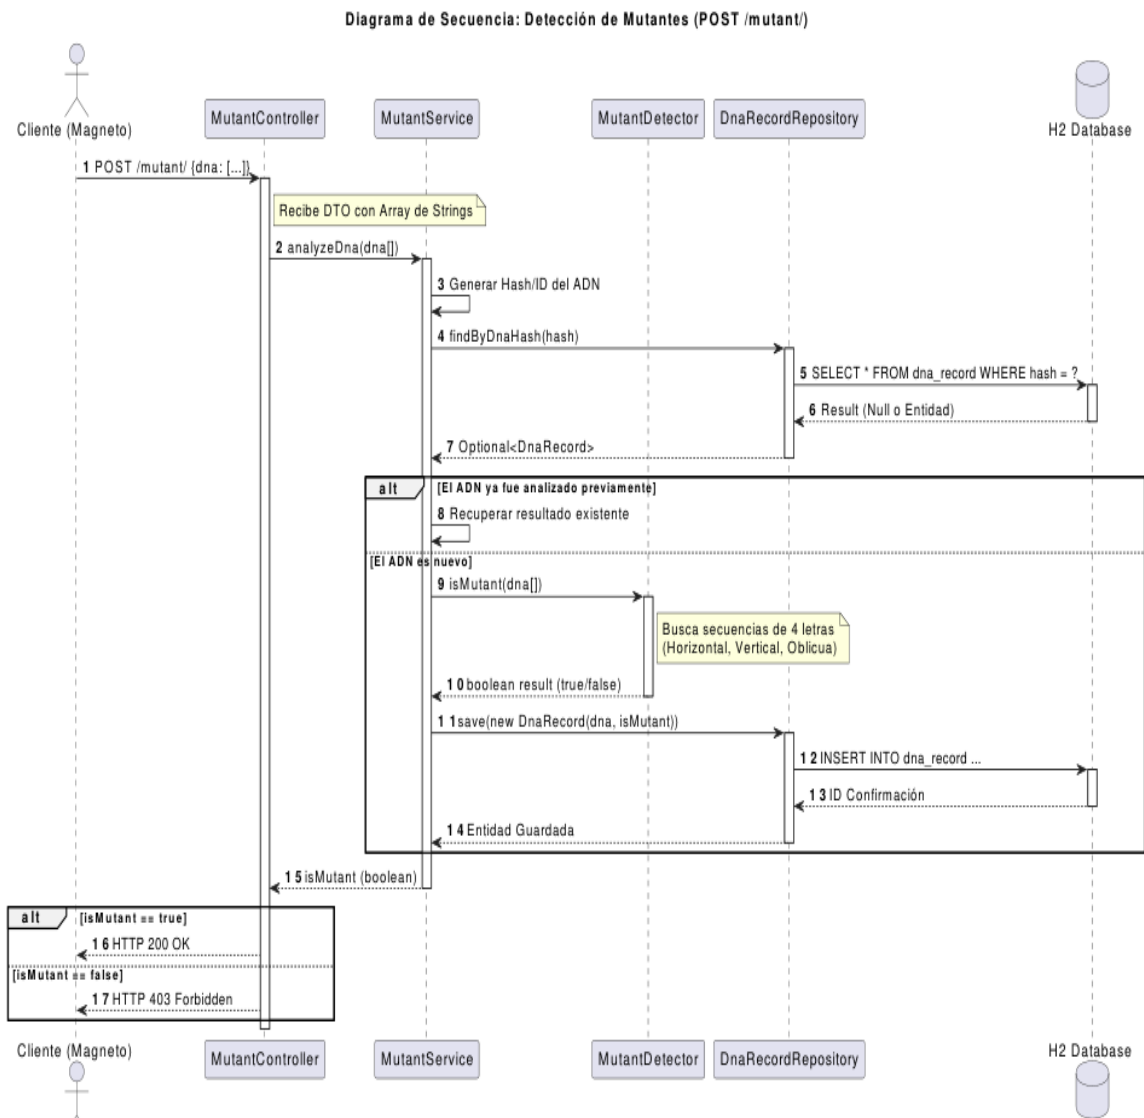 Diagrama de Secuencia: Detección de Mutantes (POST /mutant/)
Cliente (Magneto)
MutantController
MutantService
MutantDetector
DnaRecordRepository
H2 Database
1 POST /mutant/ {dna: [...]}
Recibe DTO con Array de Strings
2 analyzeDna(dna[])
3 Generar Hash/ID del ADN
4 findByDnaHash(hash)
5 SELECT * FROM dna_record WHERE hash = ?
6 Result (Null o Entidad)
7 Optional<DnaRecord>
alt [El ADN ya fue analizado previamente]
8 Recuperar resultado existente
[El ADN es nuevo]
9 isMutant(dna[])
Busca secuencias de 4 letras
(Horizontal, Vertical, Oblicua)
10 boolean result (true/false)
11 save(new DnaRecord(dna, isMutant))
12 INSERT INTO dna_record ...
13 ID Confirmación
14 Entidad Guardada
15 isMutant (boolean)
alt [isMutant == true]
16 HTTP 200 OK
[isMutant == false]
17 HTTP 403 Forbidden
Cliente (Magneto)
MutantController
MutantService
MutantDetector
DnaRecordRepository
H2 Database